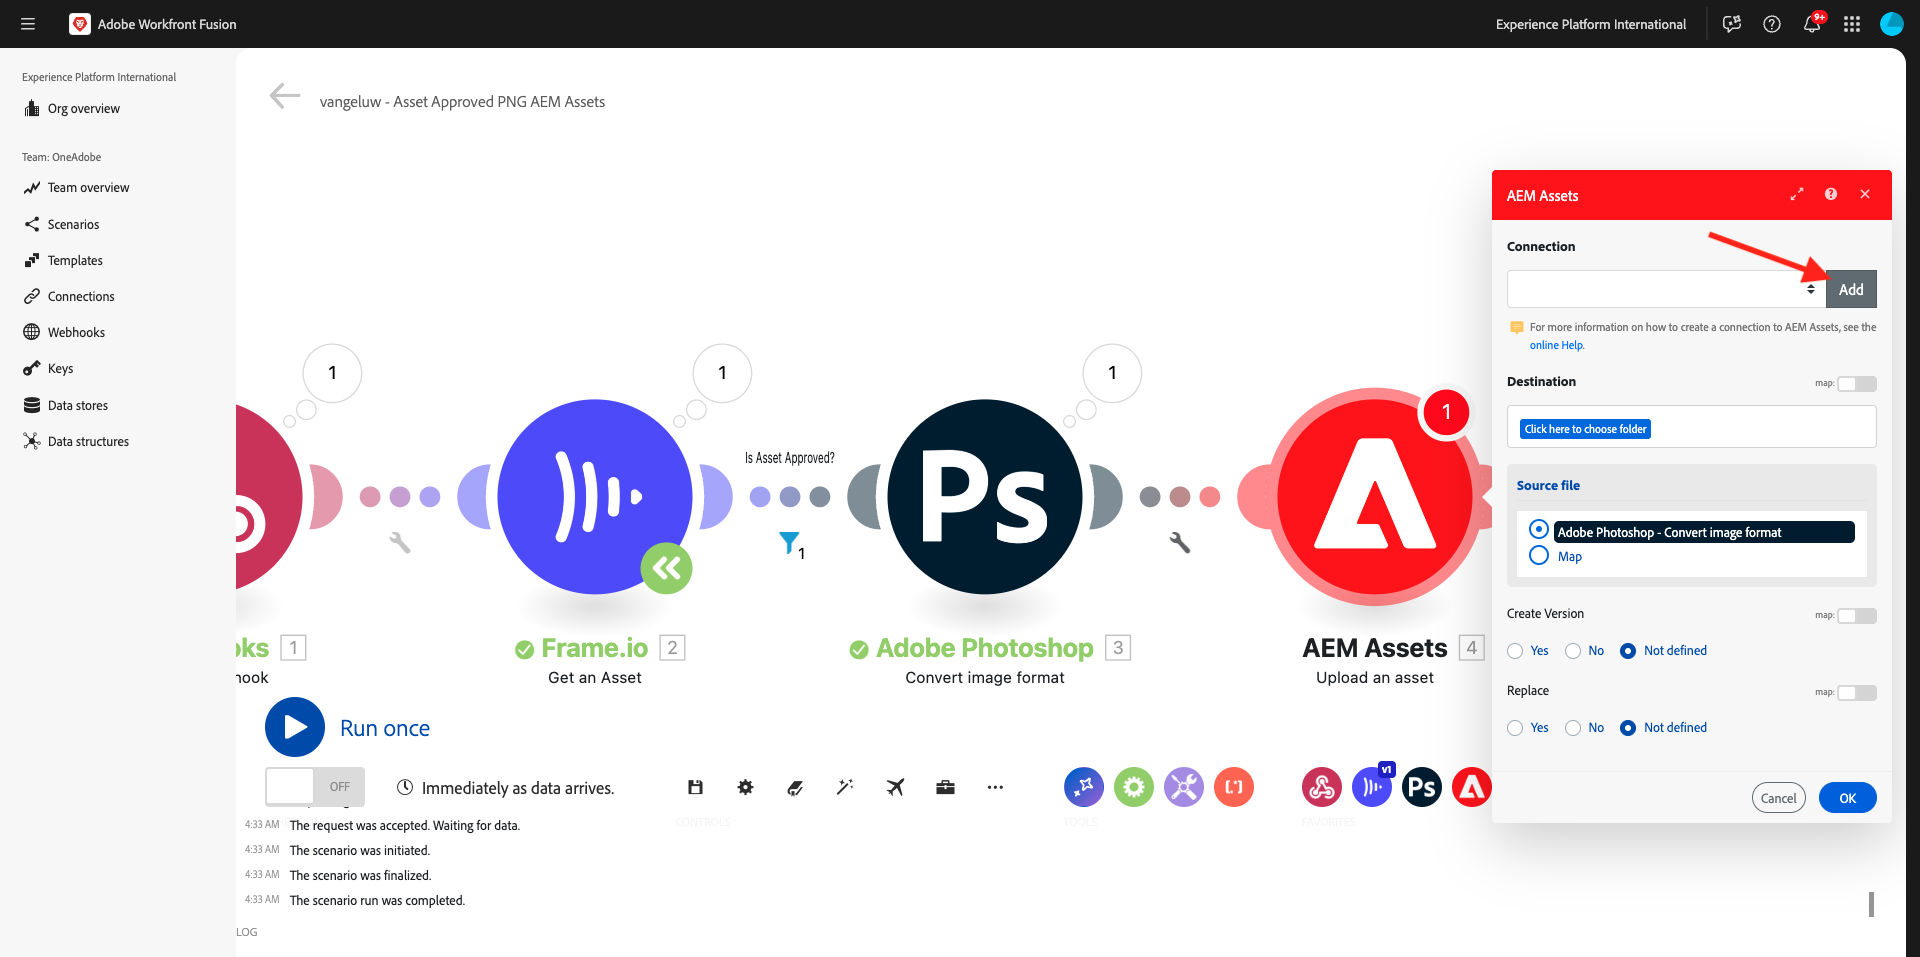 Adobe Workfront Fusion
Experience Platform International
9+
Experience Platform International
Org overview
Team: OneAdobe
Team overview
Scenarios
Templates
Connections
Webhooks
Keys
Data stores
Data structures
vangeluw - Asset Approved PNG AEM Assets
1
1
1
1
Is Asset Approved?
1
Ps
oks 1
nook
Frame.io 2
Get an Asset
Adobe Photoshop 3
Convert image format
AEM Assets 4
Upload an asset
Run once
OFF
Immediately as data arrives.
CONTROLS
TOOLS
FAVORITES
v1
Ps
4:33 AM The request was accepted. Waiting for data.
4:33 AM The scenario was initiated.
4:33 AM The scenario was finalized.
4:33 AM The scenario run was completed.
LOG
AEM Assets
Connection
Add
For more information on how to create a connection to AEM Assets, see the
online Help.
Destination
map:
Click here to choose folder
Source file
Adobe Photoshop - Convert image format
Map
Create Version
map:
Yes No Not defined
Replace
map:
Yes No Not defined
Cancel OK